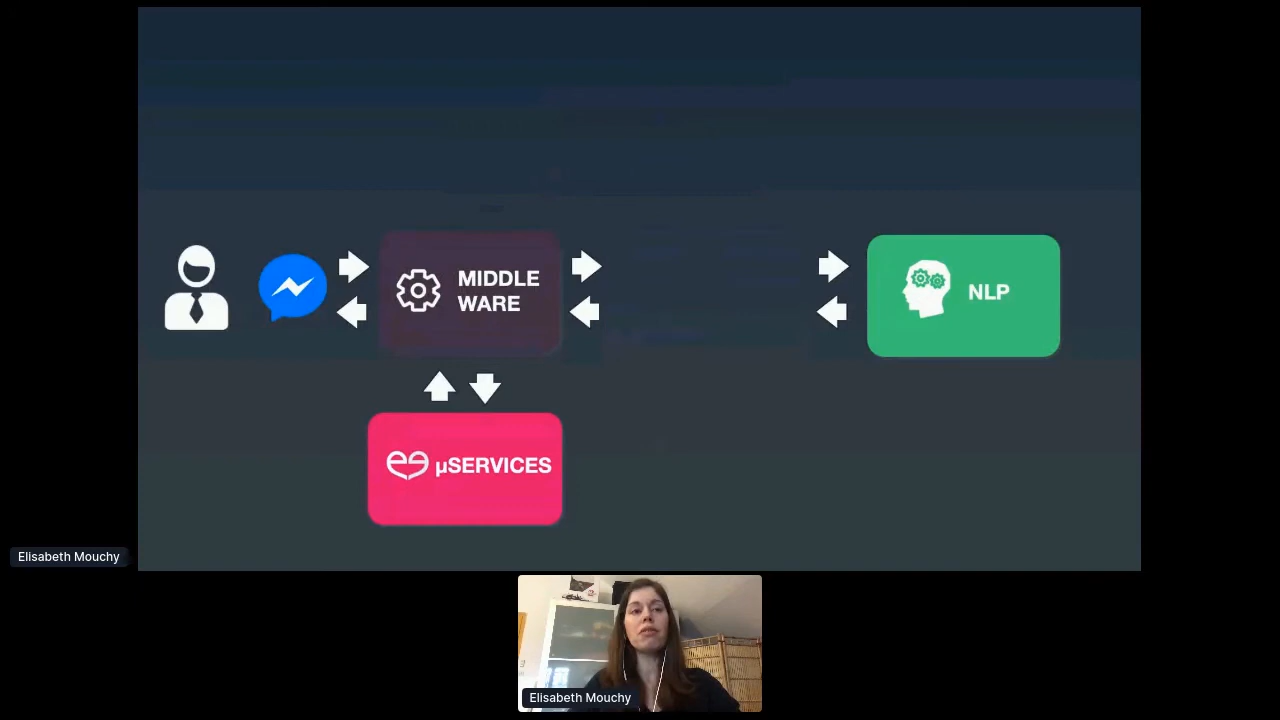 MIDDLE
WARE
NLP
µSERVICES
Elisabeth Mouchy
Elisabeth Mouchy